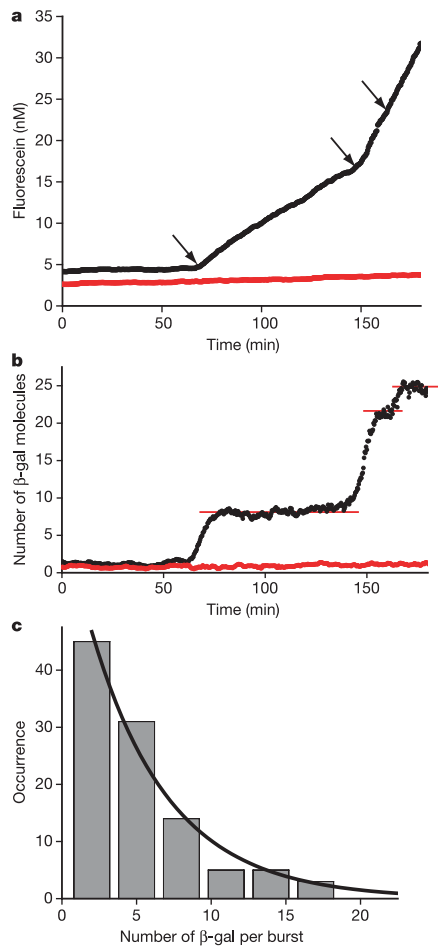 a
Fluorescein (nM)
35
30
25
20
15
10
5
0
0 50 100 150
Time (min)
b
Number of β-gal molecules
25
20
15
10
5
0
0 50 100 150
Time (min)
c
Occurrence
40
30
20
10
0
0 5 10 15 20
Number of β-gal per burst